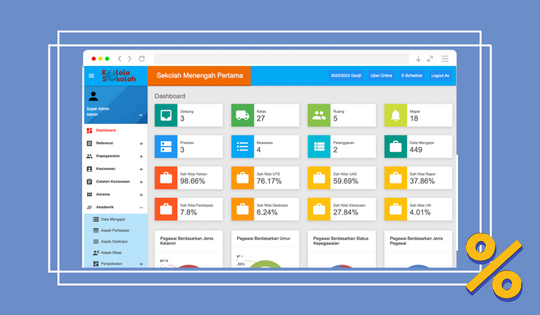 Kelola
Sekolah
Sekolah Menengah Pertama
2022/2023 Ganjil
Ujian Online
E-Schedule
Logout As
Super Admin
Admin
Dashboard
Referensi
Kepegawaian
Kesiswaan
Catatan Kesiswaan
Asrama
Akademik
Data Mengajar
Aspek Partisipasi
Aspek Deskripsi
Aspek Sikap
Dashboard
Gedung
3
Kelas
27
Ruang
5
Mapel
18
Prestasi
3
Beasiswa
4
Pelanggaran
2
Data Mengajar
449
Sah Nilai Harian
98.66%
Sah Nilai UTS
76.17%
Sah Nilai UAS
59.69%
Sah Nilai Rapor
37.86%
Sah Nilai Partisipasi
7.8%
Sah Nilai Deskripsi
6.24%
Sah Nilai Kelulusan
27.84%
Sah Nilai UN
4.01%
Pegawai Berdasarkan Jenis
Kelamin
Pegawai Berdasarkan Umur
Pegawai Berdasarkan Status
Kepegawaian
Pegawai Berdasarkan Jenis
Pegawai
%